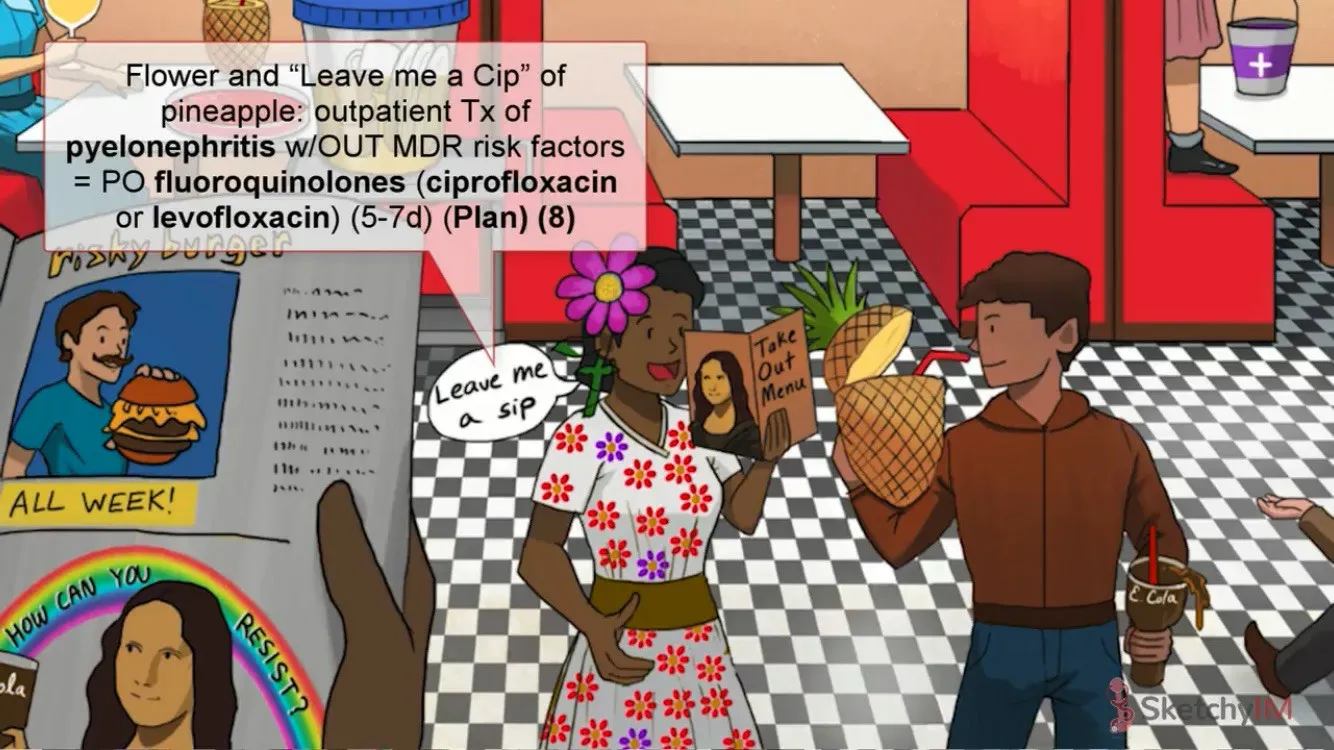 Flower and “Leave me a Cip” of
pineapple: outpatient Tx of
pyelonephritis w/OUT MDR risk factors
= PO fluoroquinolones (ciprofloxacin
or levofloxacin) (5-7d) (Plan) (8)
risky burger
ALL WEEK!
HOW CAN YOU
RESIST?
Leave me
a sip
Take
Out
Menu
E. Cola
SketchyIM